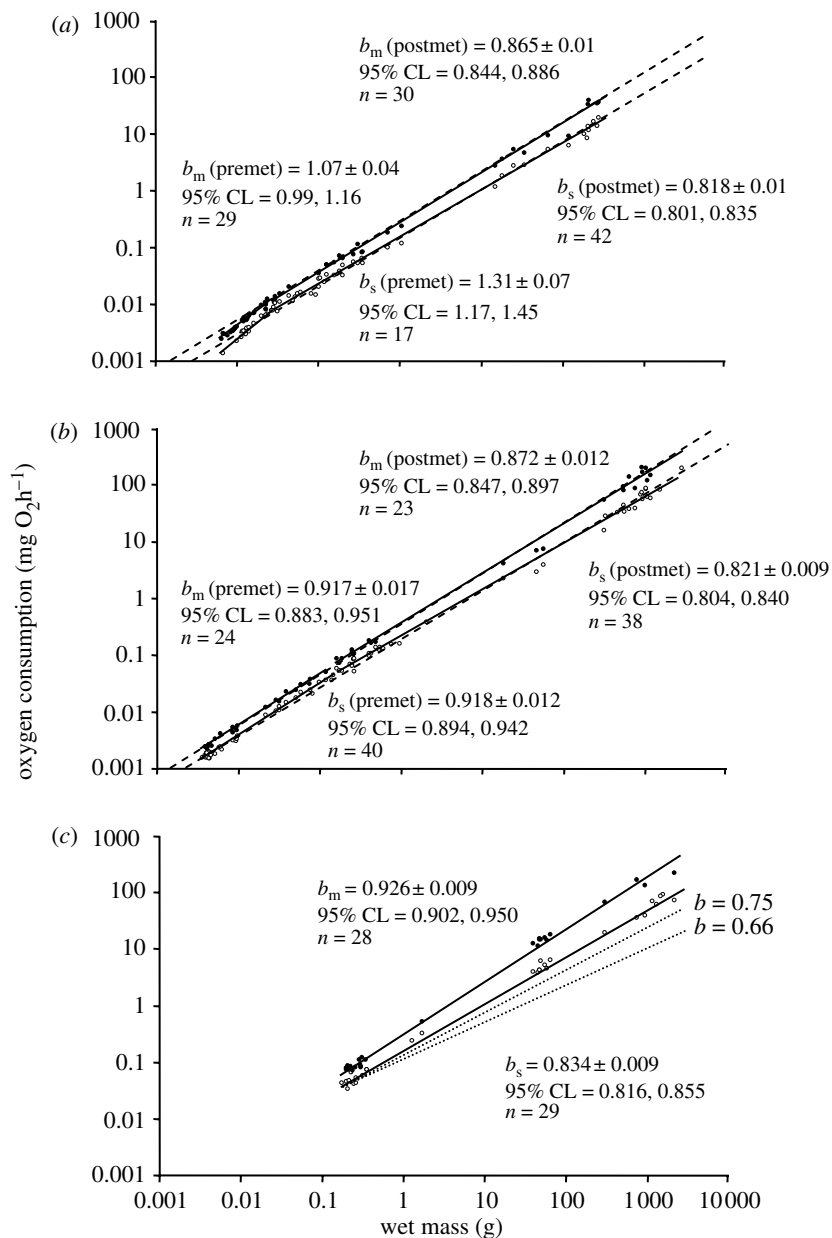 (a)
1000
100
10
1
0.1
0.01
0.001
b_m (postmet) = 0.865 ± 0.01
95% CL = 0.844, 0.886
n = 30
b_m (premet) = 1.07 ± 0.04
95% CL = 0.99, 1.16
n = 29
b_s (postmet) = 0.818 ± 0.01
95% CL = 0.801, 0.835
n = 42
b_s (premet) = 1.31 ± 0.07
95% CL = 1.17, 1.45
n = 17
(b)
1000
100
10
1
0.1
0.01
0.001
b_m (postmet) = 0.872 ± 0.012
95% CL = 0.847, 0.897
n = 23
b_m (premet) = 0.917 ± 0.017
95% CL = 0.883, 0.951
n = 24
b_s (postmet) = 0.821 ± 0.009
95% CL = 0.804, 0.840
n = 38
b_s (premet) = 0.918 ± 0.012
95% CL = 0.894, 0.942
n = 40
oxygen consumption (mg O₂h⁻¹)
(c)
1000
100
10
1
0.1
0.01
0.001
b_m = 0.926 ± 0.009
95% CL = 0.902, 0.950
n = 28
b = 0.75
b = 0.66
b_s = 0.834 ± 0.009
95% CL = 0.816, 0.855
n = 29
0.001 0.01 0.1 1 10 100 1000 10000
wet mass (g)